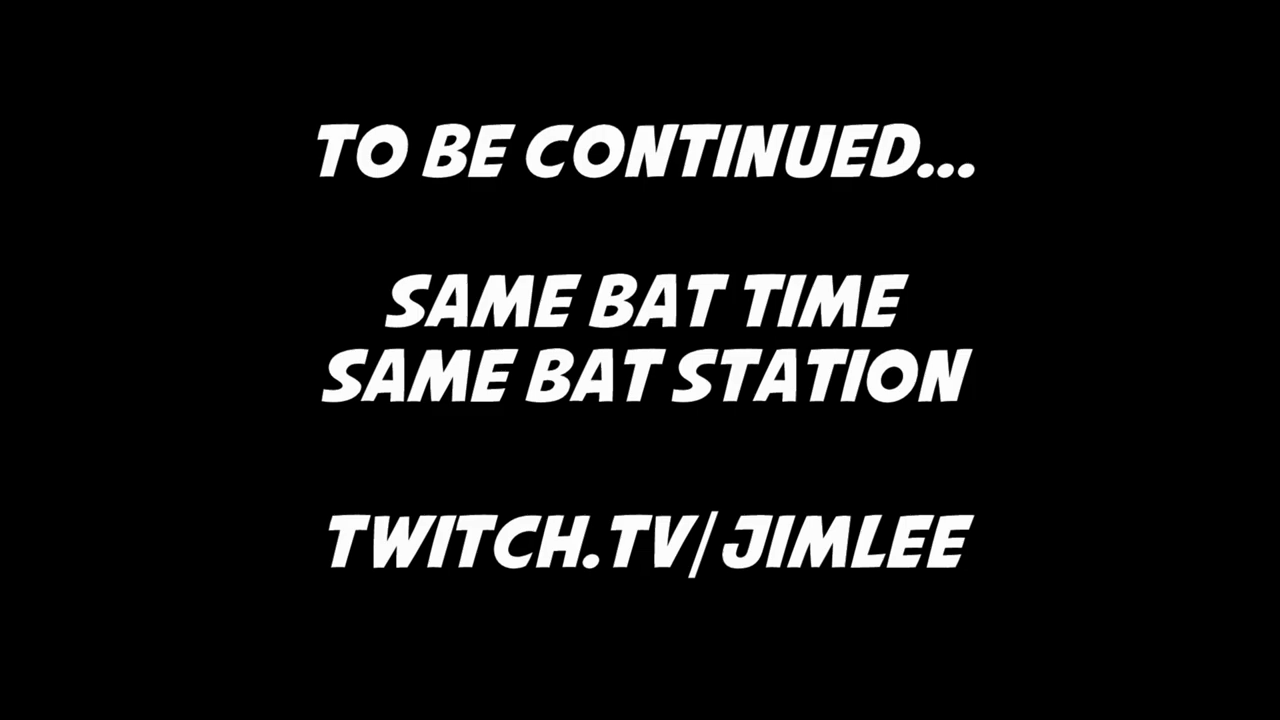 TO BE CONTINUED...
SAME BAT TIME
SAME BAT STATION
TWITCH.TV/JIMLEE